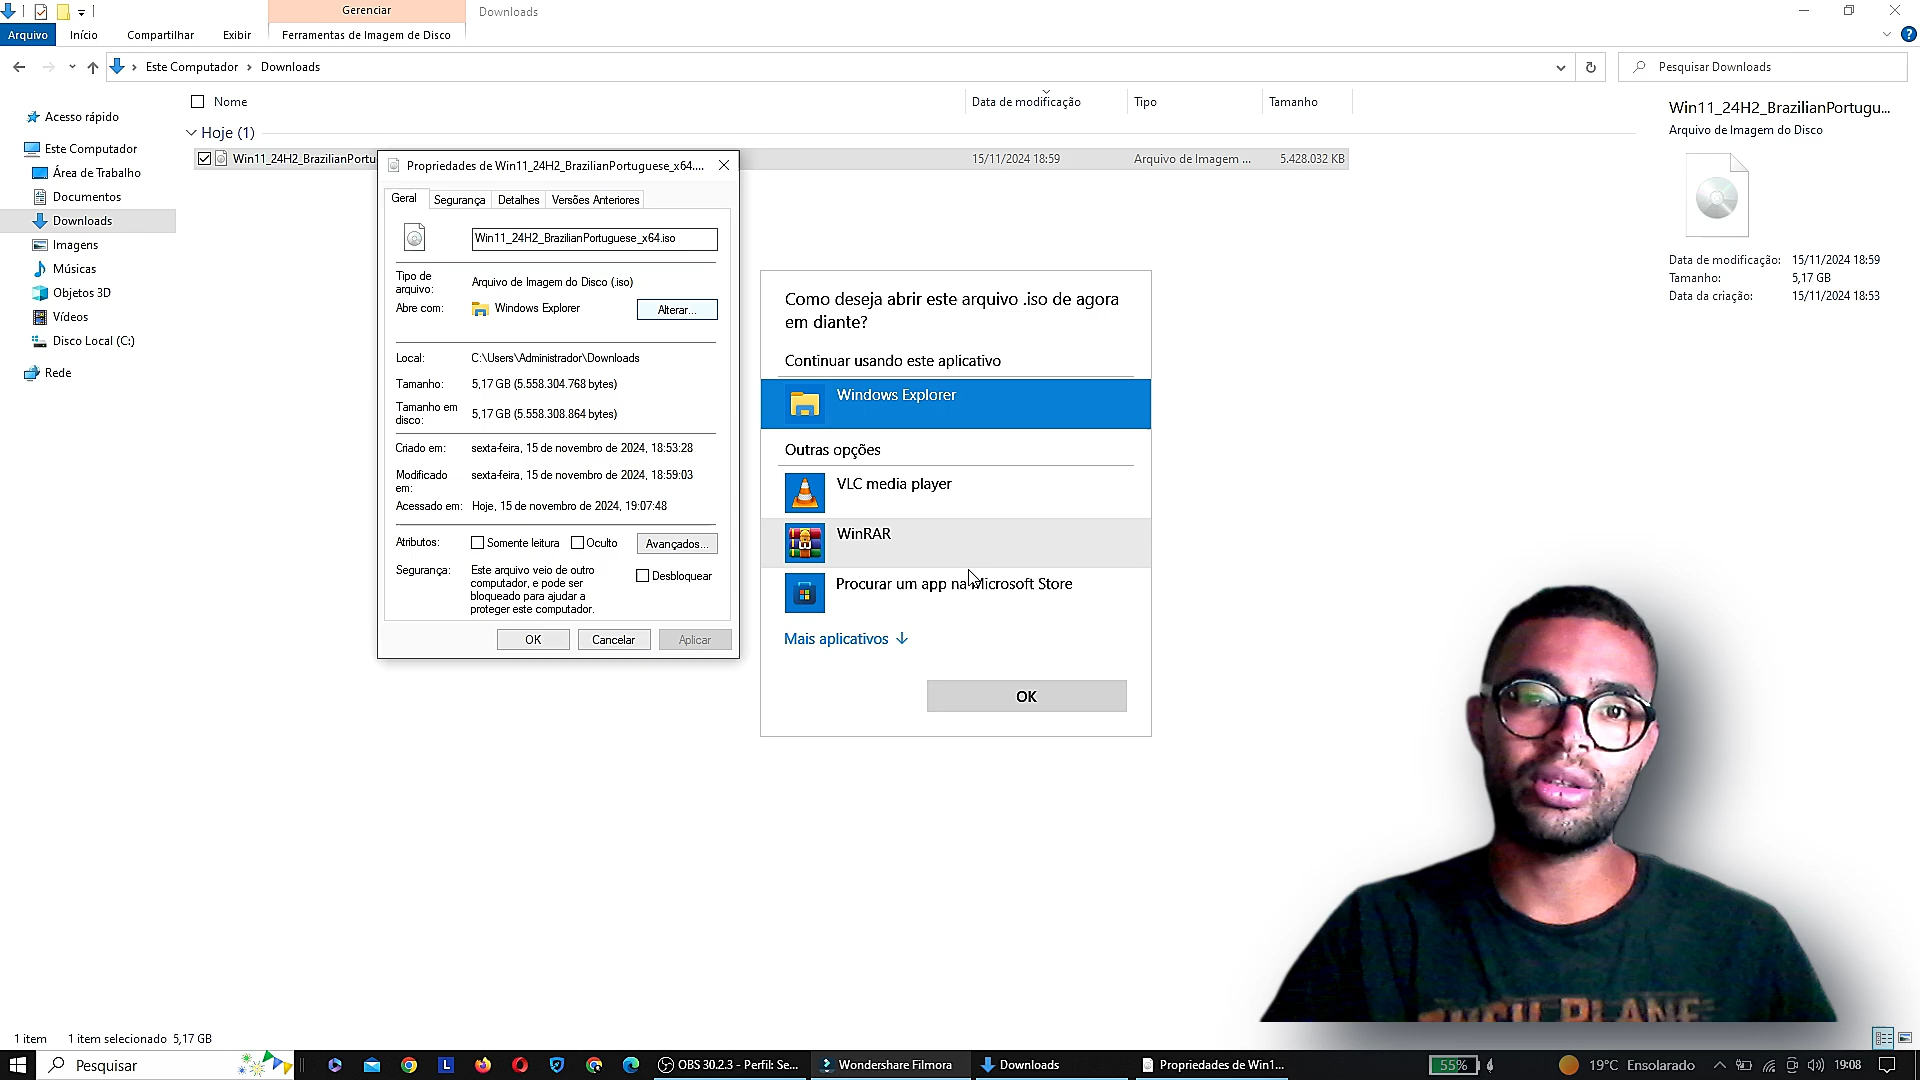 Gerenciar
Downloads
Arquivo
Início
Compartilhar
Exibir
Ferramentas de Imagem de Disco
Este Computador > Downloads
Pesquisar Downloads
Acesso rápido
Este Computador
Área de Trabalho
Documentos
Downloads
Imagens
Músicas
Objetos 3D
Vídeos
Disco Local (C:)
Rede
Nome
Data de modificação
Tipo
Tamanho
Hoje (1)
Win11_24H2_BrazilianPortu
15/11/2024 18:59
Arquivo de Imagem ...
5.428.032 KB
Propriedades de Win11_24H2_BrazilianPortuguese_x64....
Geral
Segurança
Detalhes
Versões Anteriores
Win11_24H2_BrazilianPortuguese_x64.iso
Tipo de
arquivo:
Arquivo de Imagem do Disco (.iso)
Abre com:
Windows Explorer
Alterar...
Local:
C:\Users\Administrador\Downloads
Tamanho:
5,17 GB (5.558.304.768 bytes)
Tamanho em
disco:
5,17 GB (5.558.308.864 bytes)
Criado em:
sexta-feira, 15 de novembro de 2024, 18:53:28
Modificado
em:
sexta-feira, 15 de novembro de 2024, 18:59:03
Acessado em:
Hoje, 15 de novembro de 2024, 19:07:48
Atributos:
Somente leitura
Oculto
Avançados...
Segurança:
Este arquivo veio de outro
computador, e pode ser
bloqueado para ajudar a
proteger este computador.
Desbloquear
OK
Cancelar
Aplicar
Como deseja abrir este arquivo .iso de agora
em diante?
Continuar usando este aplicativo
Windows Explorer
Outras opções
VLC media player
WinRAR
Procurar um app na Microsoft Store
Mais aplicativos
OK
Win11_24H2_BrazilianPortugu...
Arquivo de Imagem do Disco
Data de modificação: 15/11/2024 18:59
Tamanho: 5,17 GB
Data da criação: 15/11/2024 18:53
1 item
1 item selecionado 5,17 GB
Pesquisar
L
OBS 30.2.3 - Perfil: Se...
Wondershare Filmora
Downloads
Propriedades de Win1...
55%
19°C Ensolarado
19:08